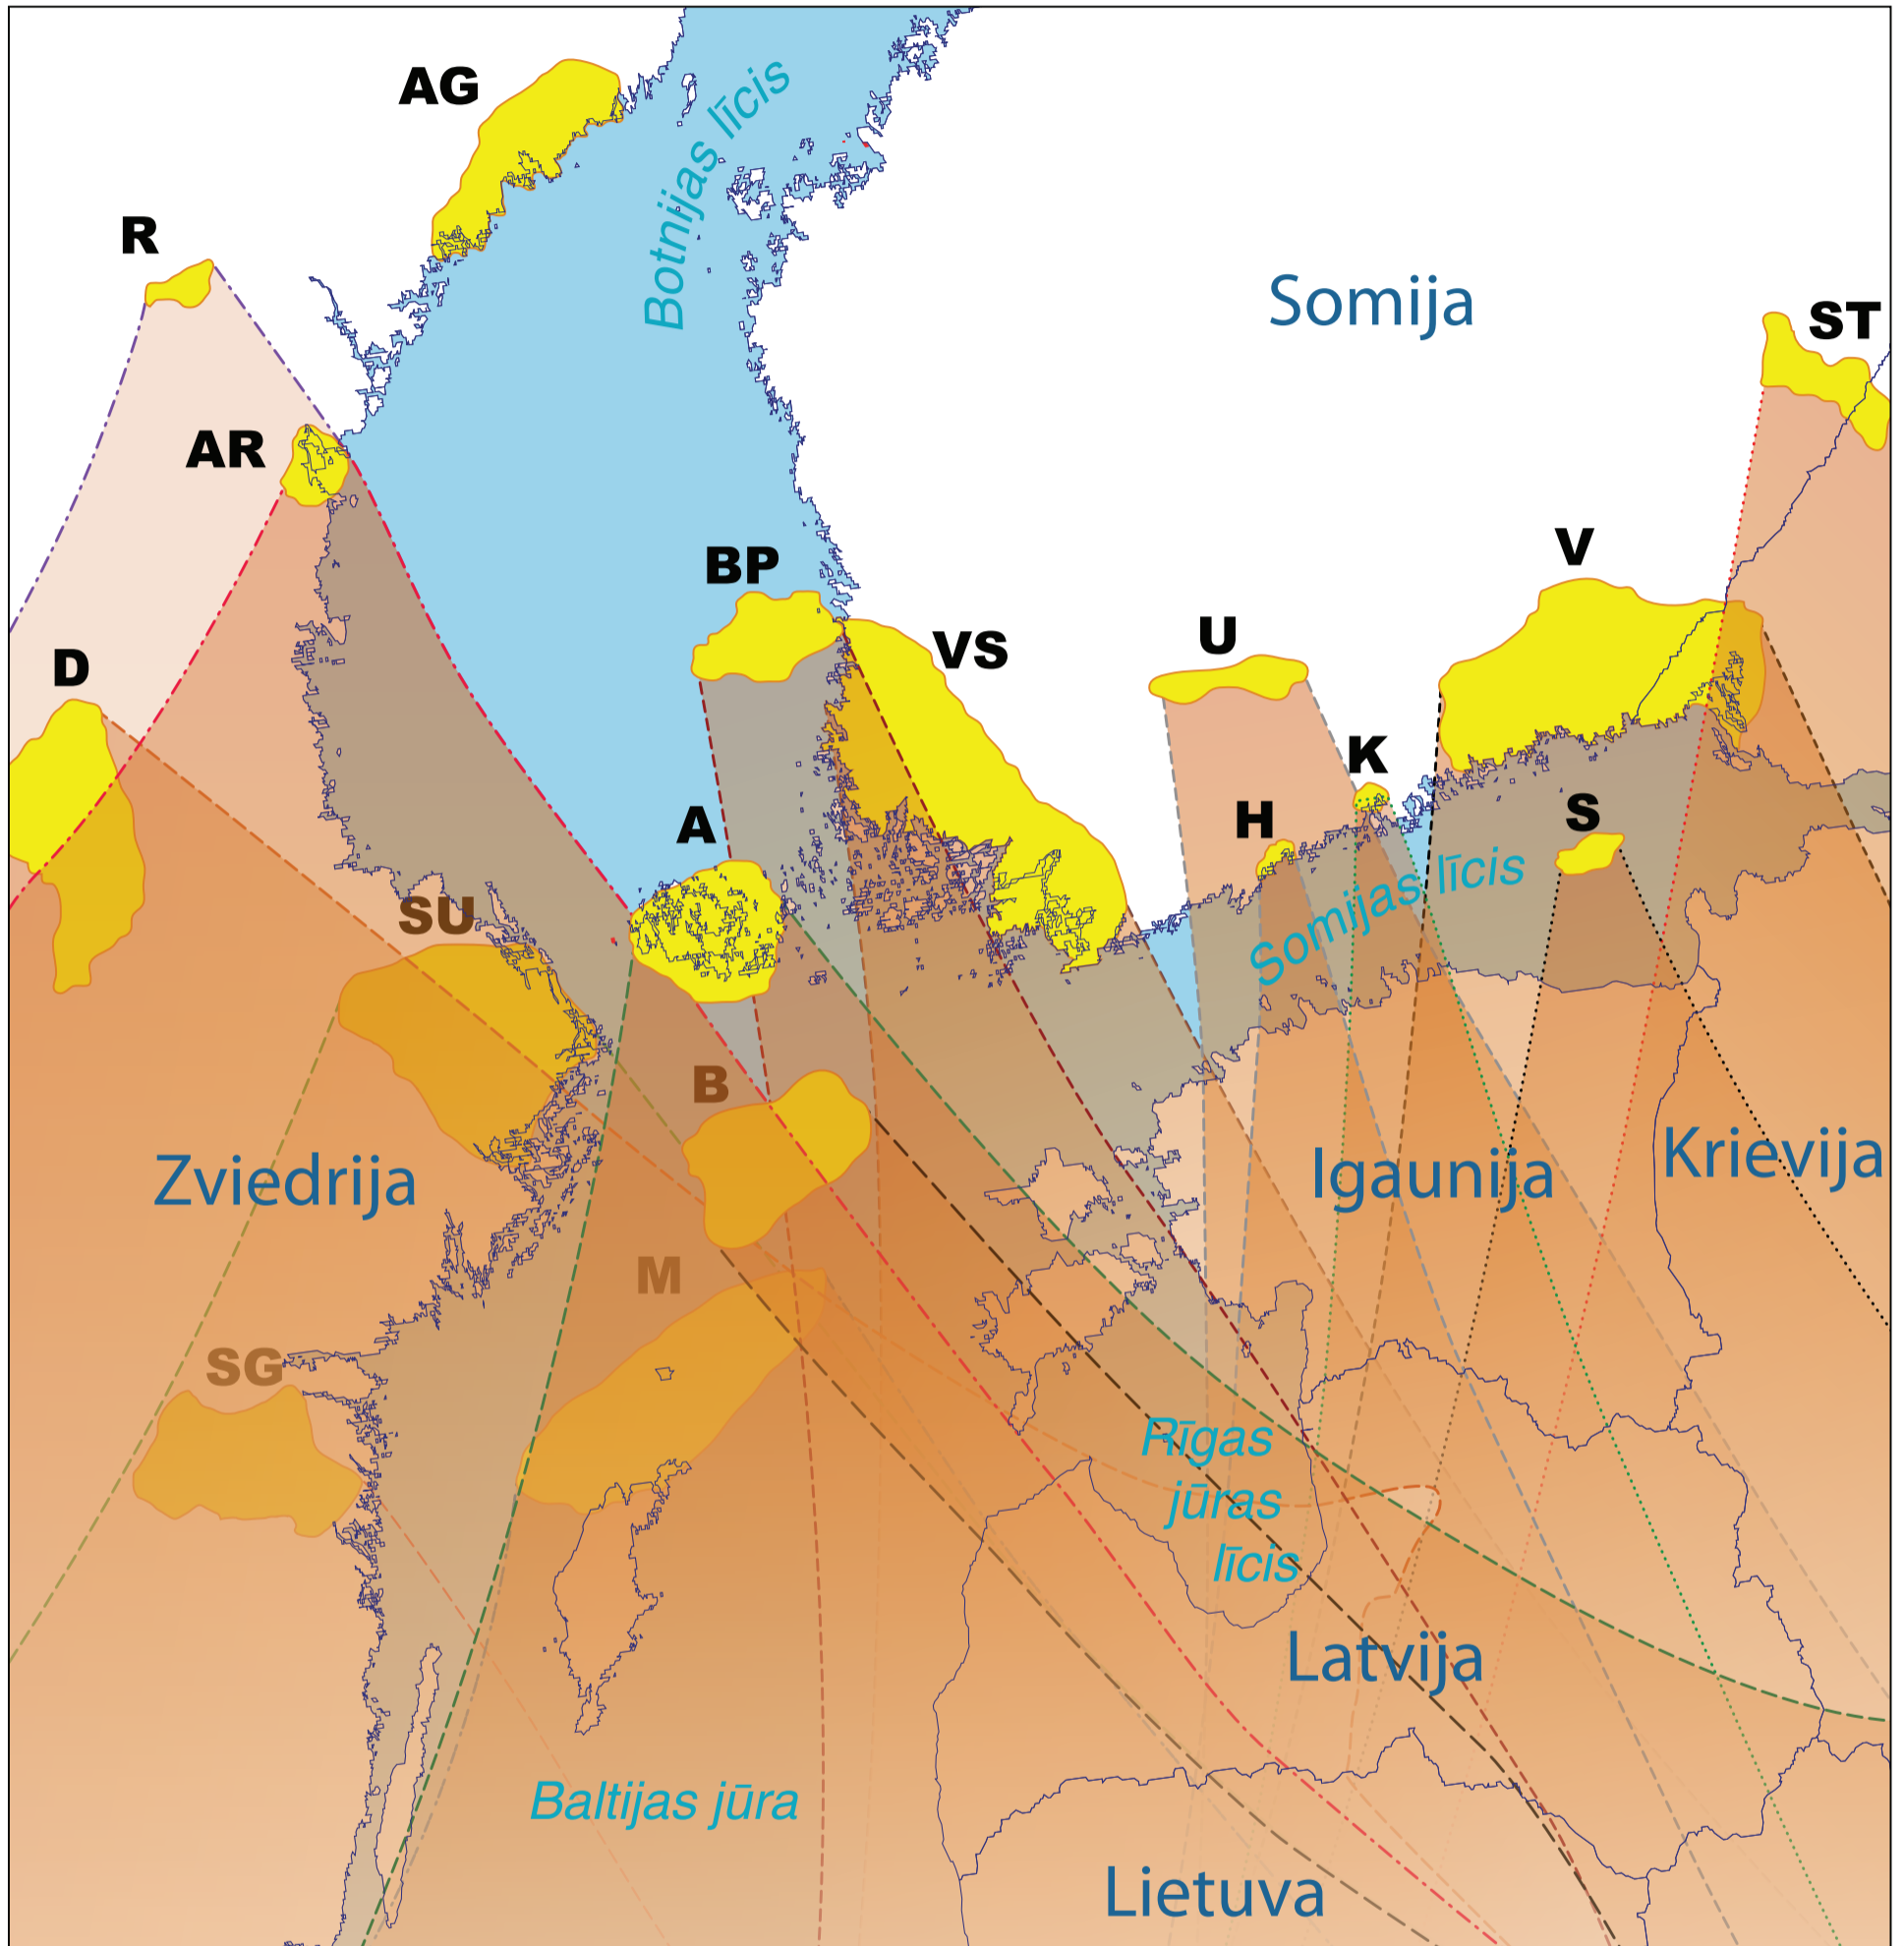 AG
Botnijas līcis
R
Somija
ST
AR
V
BP
U
VS
D
K
A
H
S
Somijas līcis
SU
B
Zviedrija
Igaunija
Krievija
M
SG
Rīgas
jūras
līcis
Latvija
Baltijas jūra
Lietuva